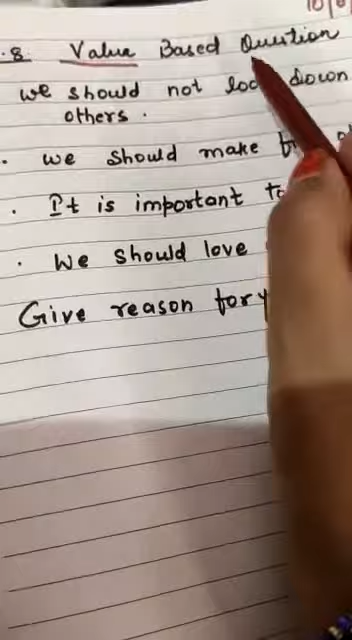 10/
.8. Value Based Question
we should not look down
others.
. we should make
. It is important to
. We should love
Give reason for